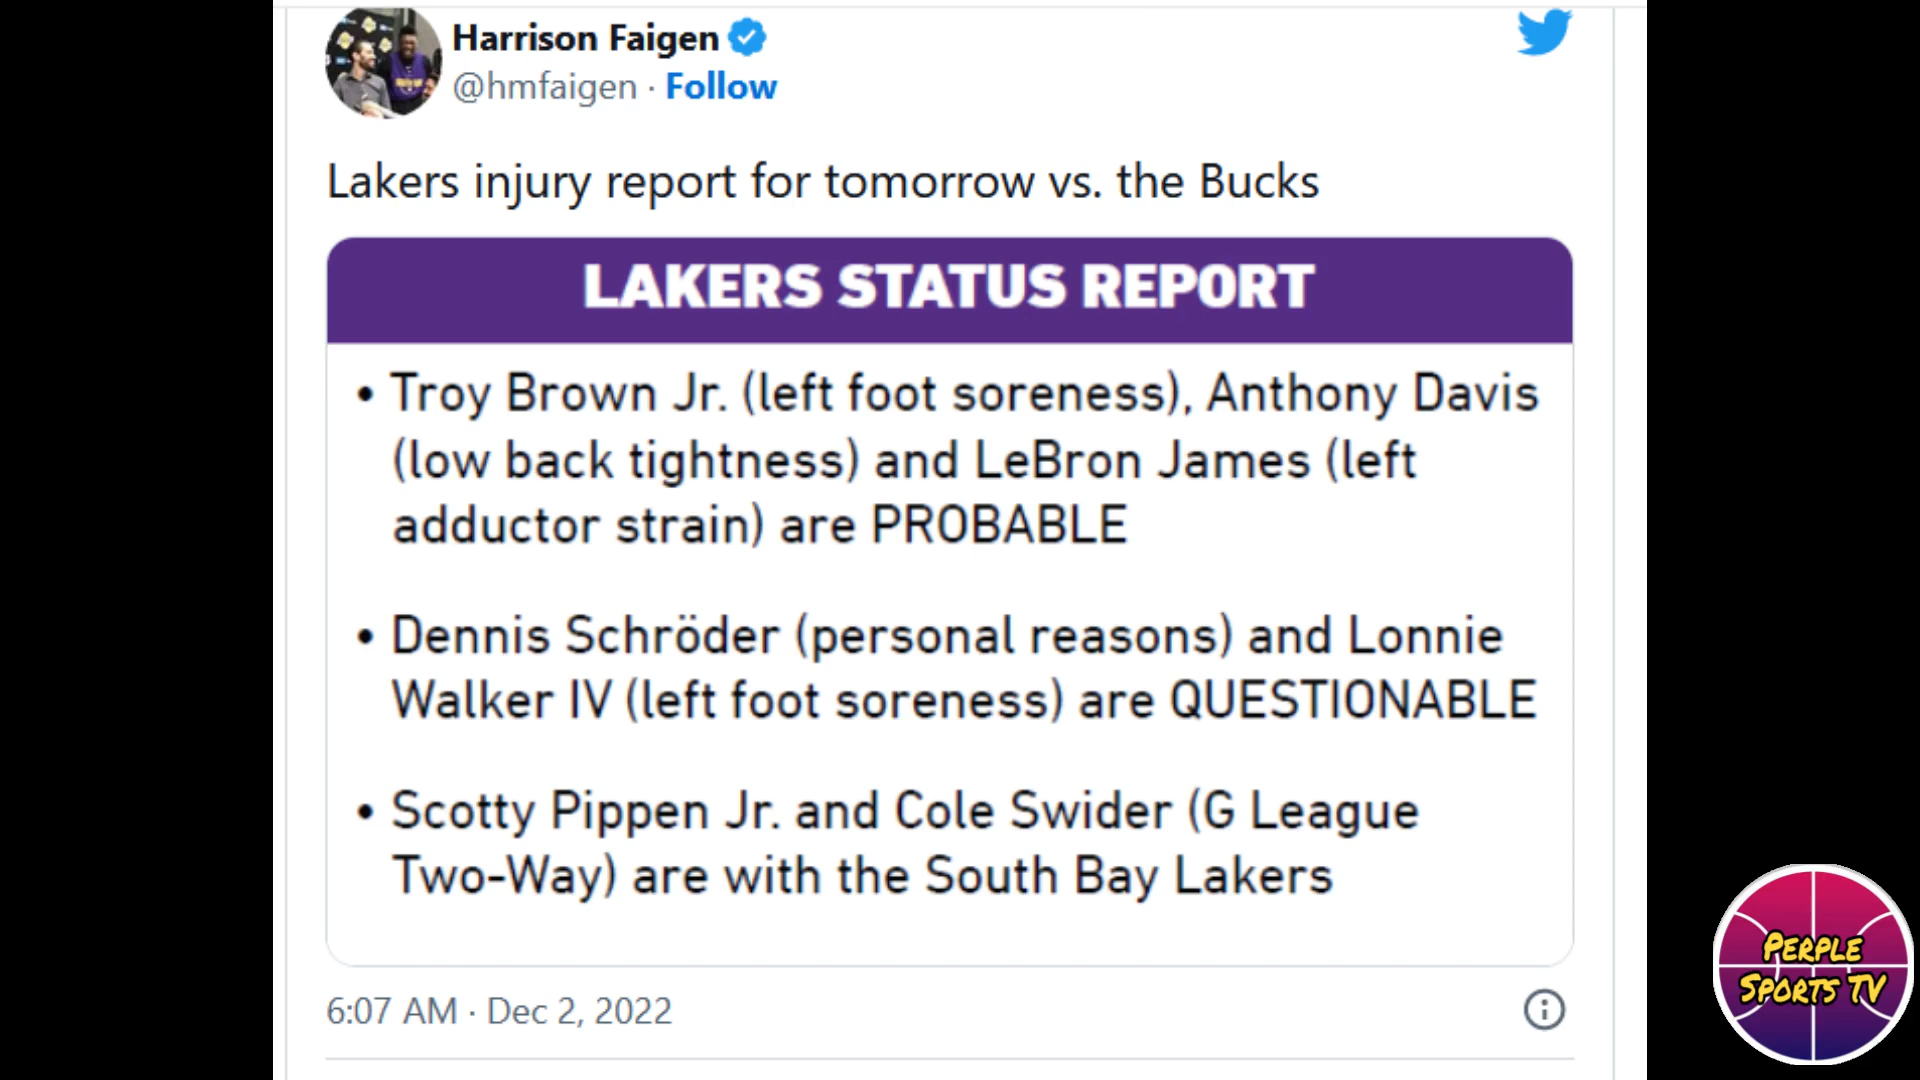 Harrison Faigen
@hmfaigen · Follow
Lakers injury report for tomorrow vs. the Bucks
LAKERS STATUS REPORT
• Troy Brown Jr. (left foot soreness), Anthony Davis
(low back tightness) and LeBron James (left
adductor strain) are PROBABLE
• Dennis Schröder (personal reasons) and Lonnie
Walker IV (left foot soreness) are QUESTIONABLE
• Scotty Pippen Jr. and Cole Swider (G League
Two-Way) are with the South Bay Lakers
6:07 AM · Dec 2, 2022
PERPLE
SPORTS TV